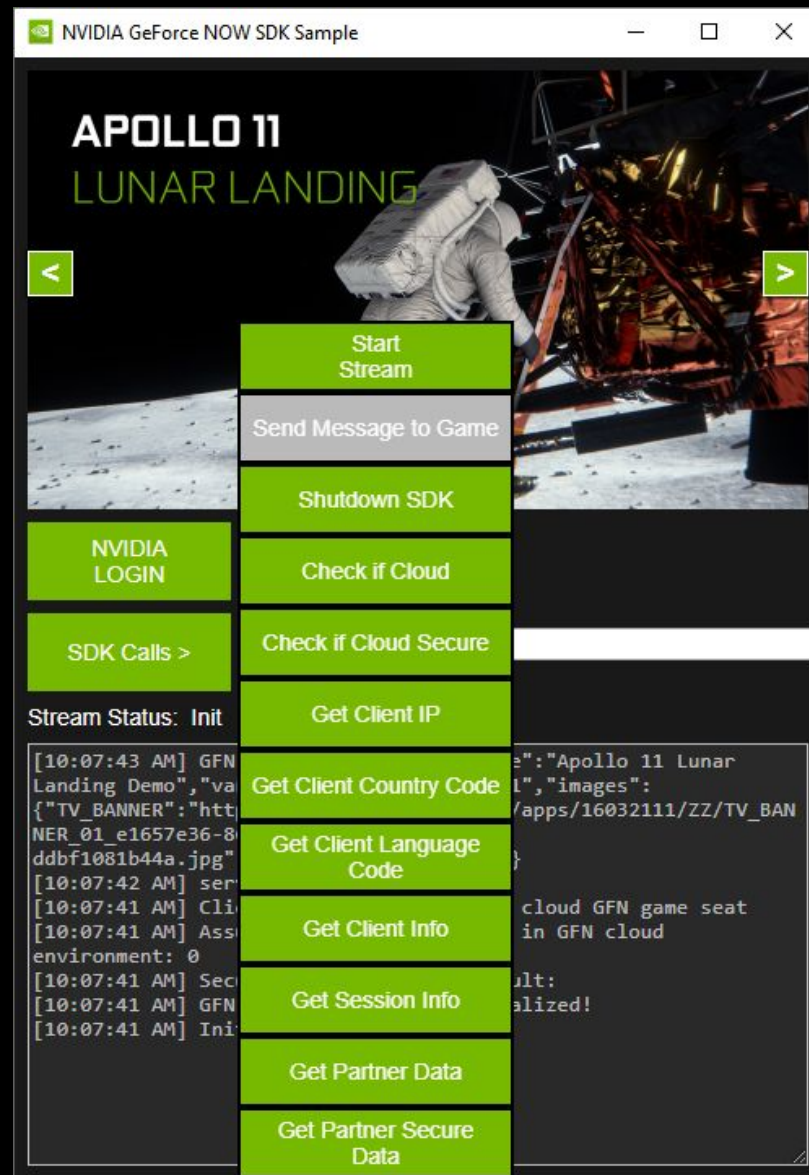 NVIDIA GeForce NOW SDK Sample
APOLLO 11
LUNAR LANDING
<
>
Start
Stream
Send Message to Game
Shutdown SDK
Check if Cloud
Check if Cloud Secure
Get Client IP
Get Client Country Code
Get Client Language
Code
Get Client Info
Get Session Info
Get Partner Data
Get Partner Secure
Data
NVIDIA
LOGIN
SDK Calls >
Stream Status: Init
[10:07:43 AM] GFN e":"Apollo 11 Lunar
Landing Demo","va 1","images":
{"TV_BANNER":"htt /apps/16032111/ZZ/TV_BAN
NER_01_e1657e36-8
ddbf1081b44a.jpg" }
[10:07:42 AM] ser
[10:07:41 AM] Cli cloud GFN game seat
[10:07:41 AM] Ass in GFN cloud
environment: 0
[10:07:41 AM] Sec ult:
[10:07:41 AM] GFN alized!
[10:07:41 AM] Ini